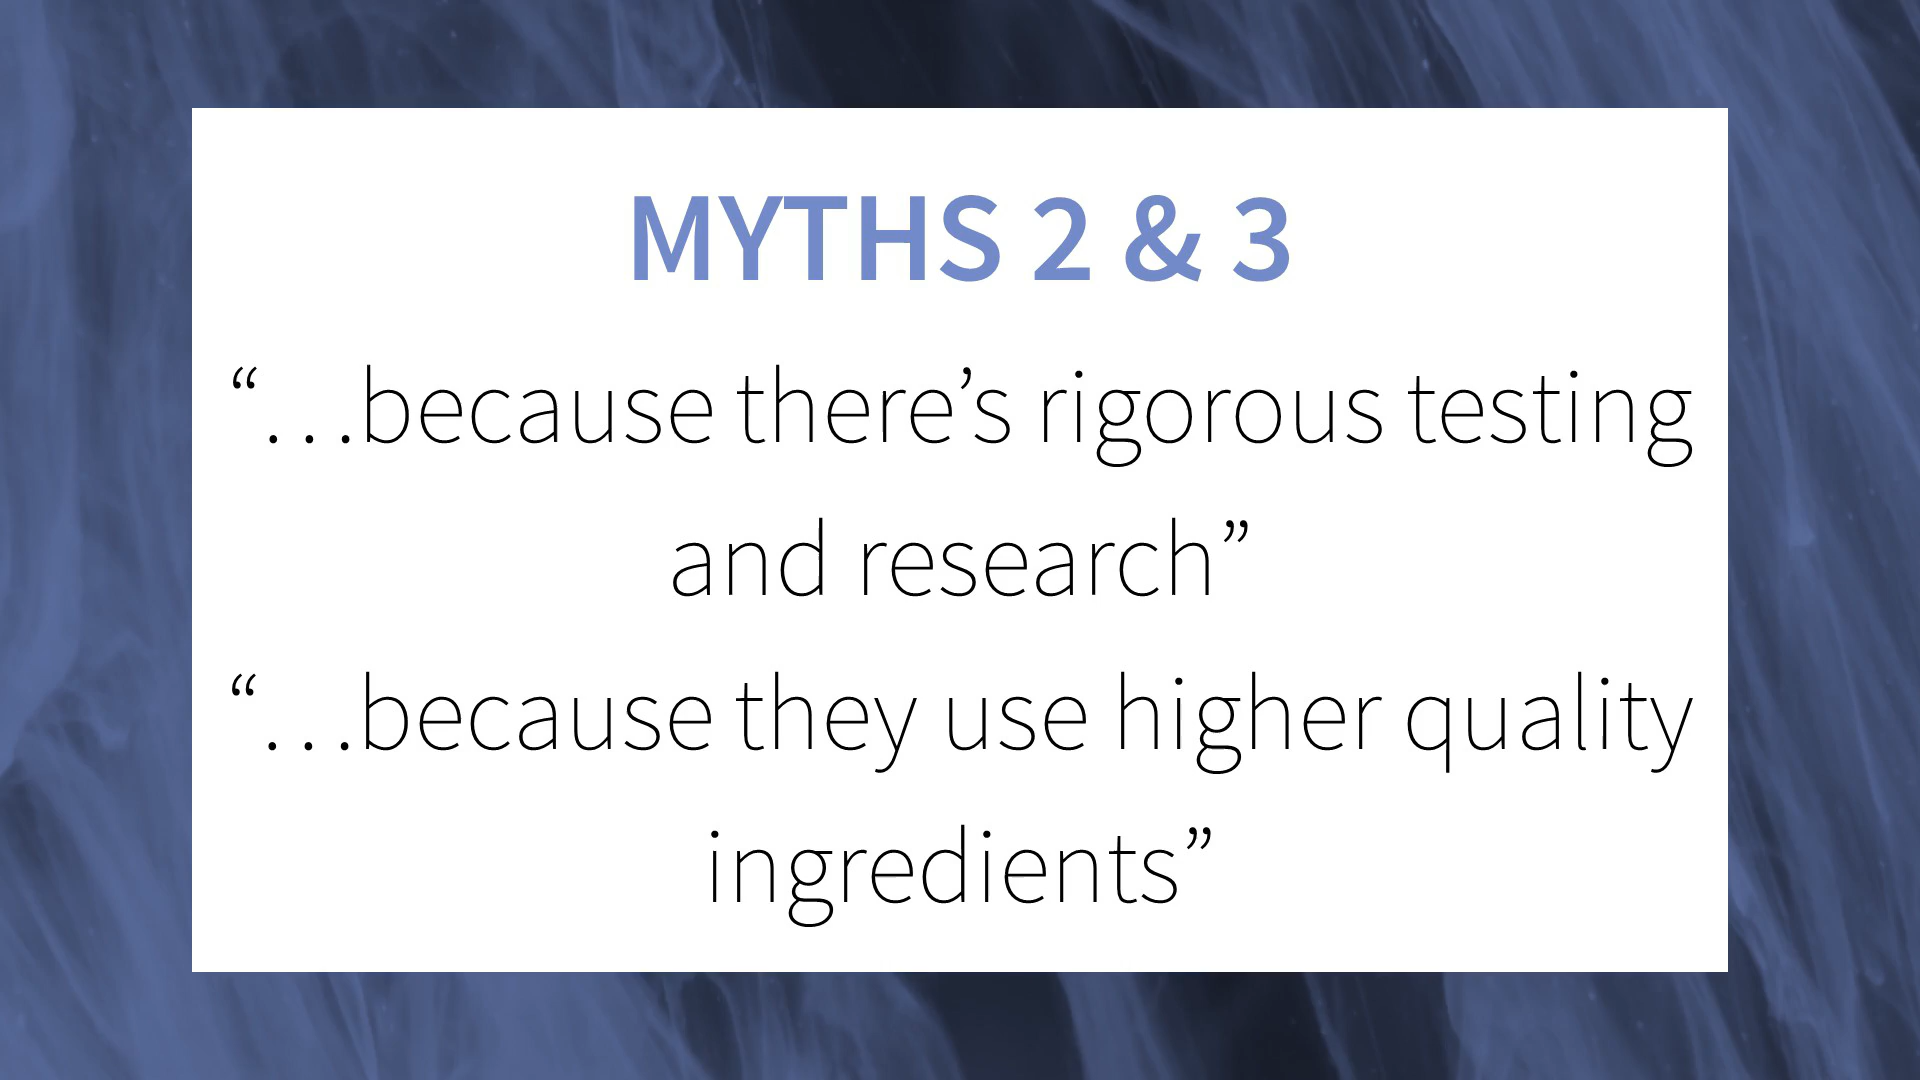 MYTHS 2 & 3
“…because there’s rigorous testing
and research”
“…because they use higher quality
ingredients”